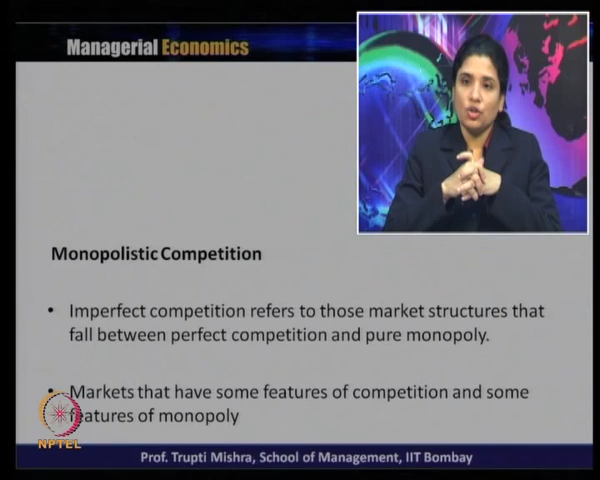 Managerial Economics
Monopolistic Competition
• Imperfect competition refers to those market structures that
fall between perfect competition and pure monopoly.
• Markets that have some features of competition and some
features of monopoly
NPTEL
Prof. Trupti Mishra, School of Management, IIT Bombay